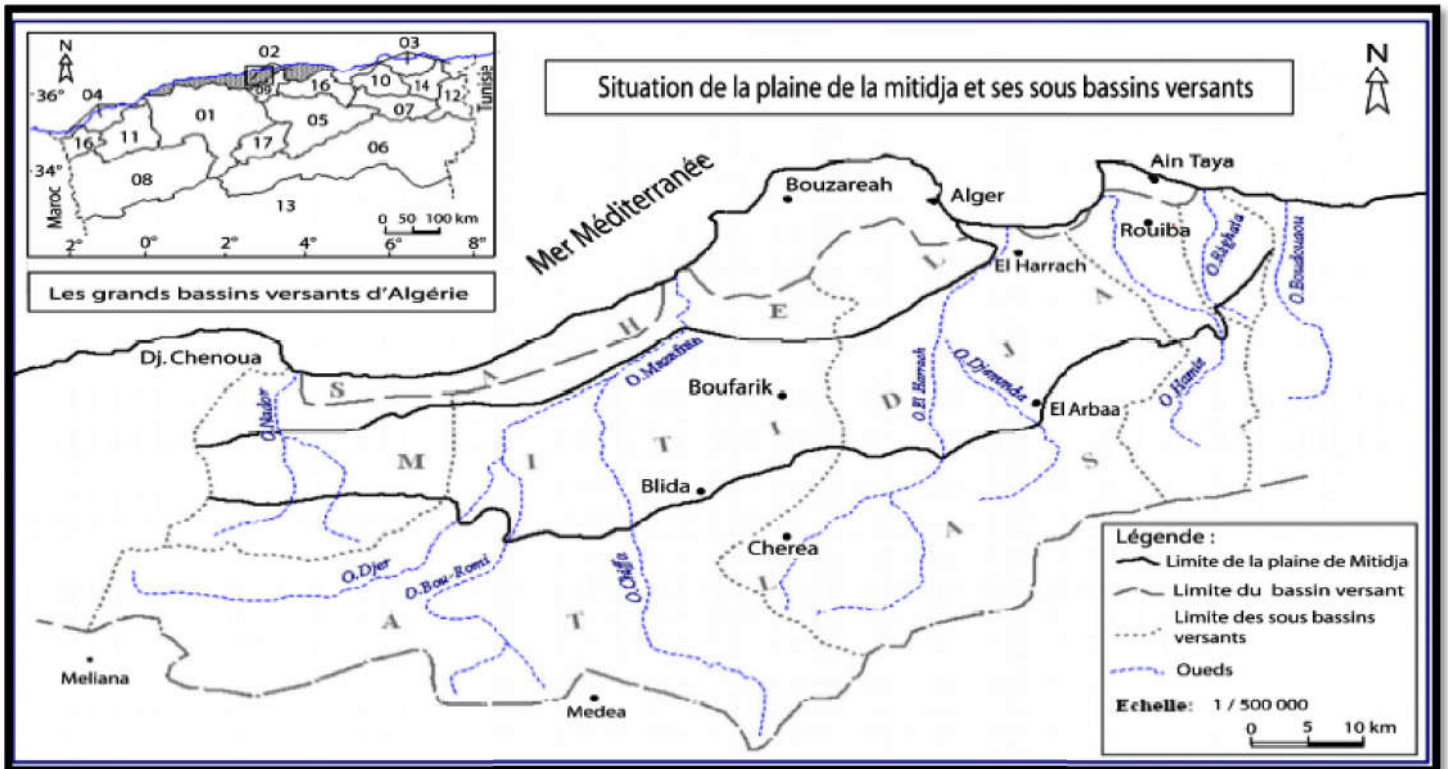 N
03
02
36°
04
16
09
10
14
12
Tunisie
01
05
07
16
11
17
06
34°
08
13
Maroc
0 50 100 km
2° 0° 2° 4° 6° 8°
Les grands bassins versants d'Algérie
Situation de la plaine de la mitidja et ses sous bassins versants
N
Mer Méditerranée
Bouzareah
Alger
Ain Taya
Rouiba
O.Réghaia
O.Boudouaou
El Harrach
Dj. Chenoua
S A H E L
O.Nador
O.Mazafran
Boufarik
O.El Harrach
O.Djemmda
El Arbaa
O.Hamiz
M I T I D J A
Blida
Cherea
O.Djer
O.Bou-Romi
O.Chiffa
A T L A S
Meliana
Medea
Légende :
Limite de la plaine de Mitidja
Limite du bassin versant
Limite des sous bassins
versants
Oueds
Echelle: 1 / 500 000
0 5 10 km